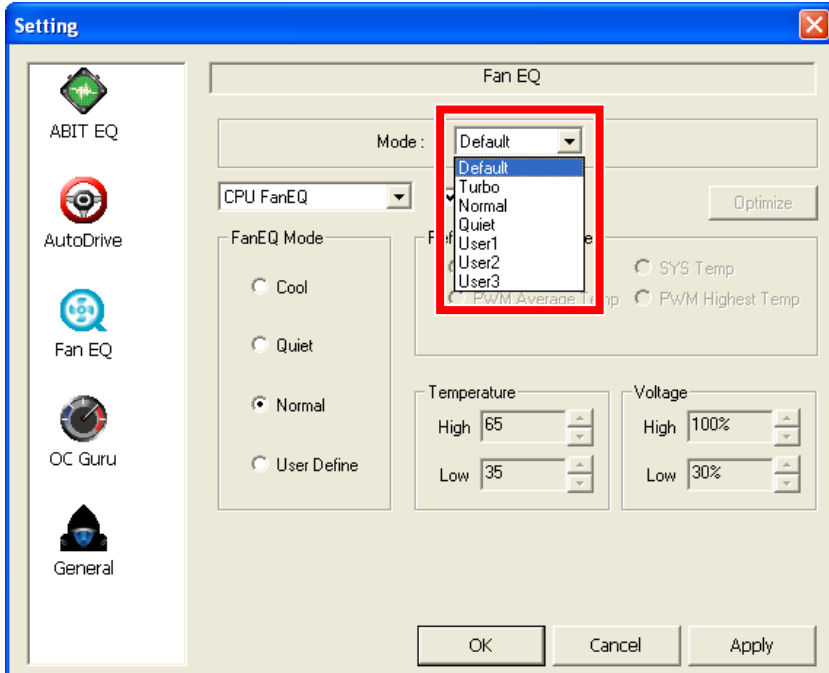 Setting
ABIT EQ
AutoDrive
Fan EQ
OC Guru
General
Fan EQ
Mode :
Default
Default
Turbo
Normal
Quiet
User1
User2
User3
CPU FanEQ
Optimize
FanEQ Mode
Cool
Quiet
Normal
User Define
SYS Temp
PWM Average Temp
PWM Highest Temp
Temperature
High 65
Low 35
Voltage
High 100%
Low 30%
OK
Cancel
Apply